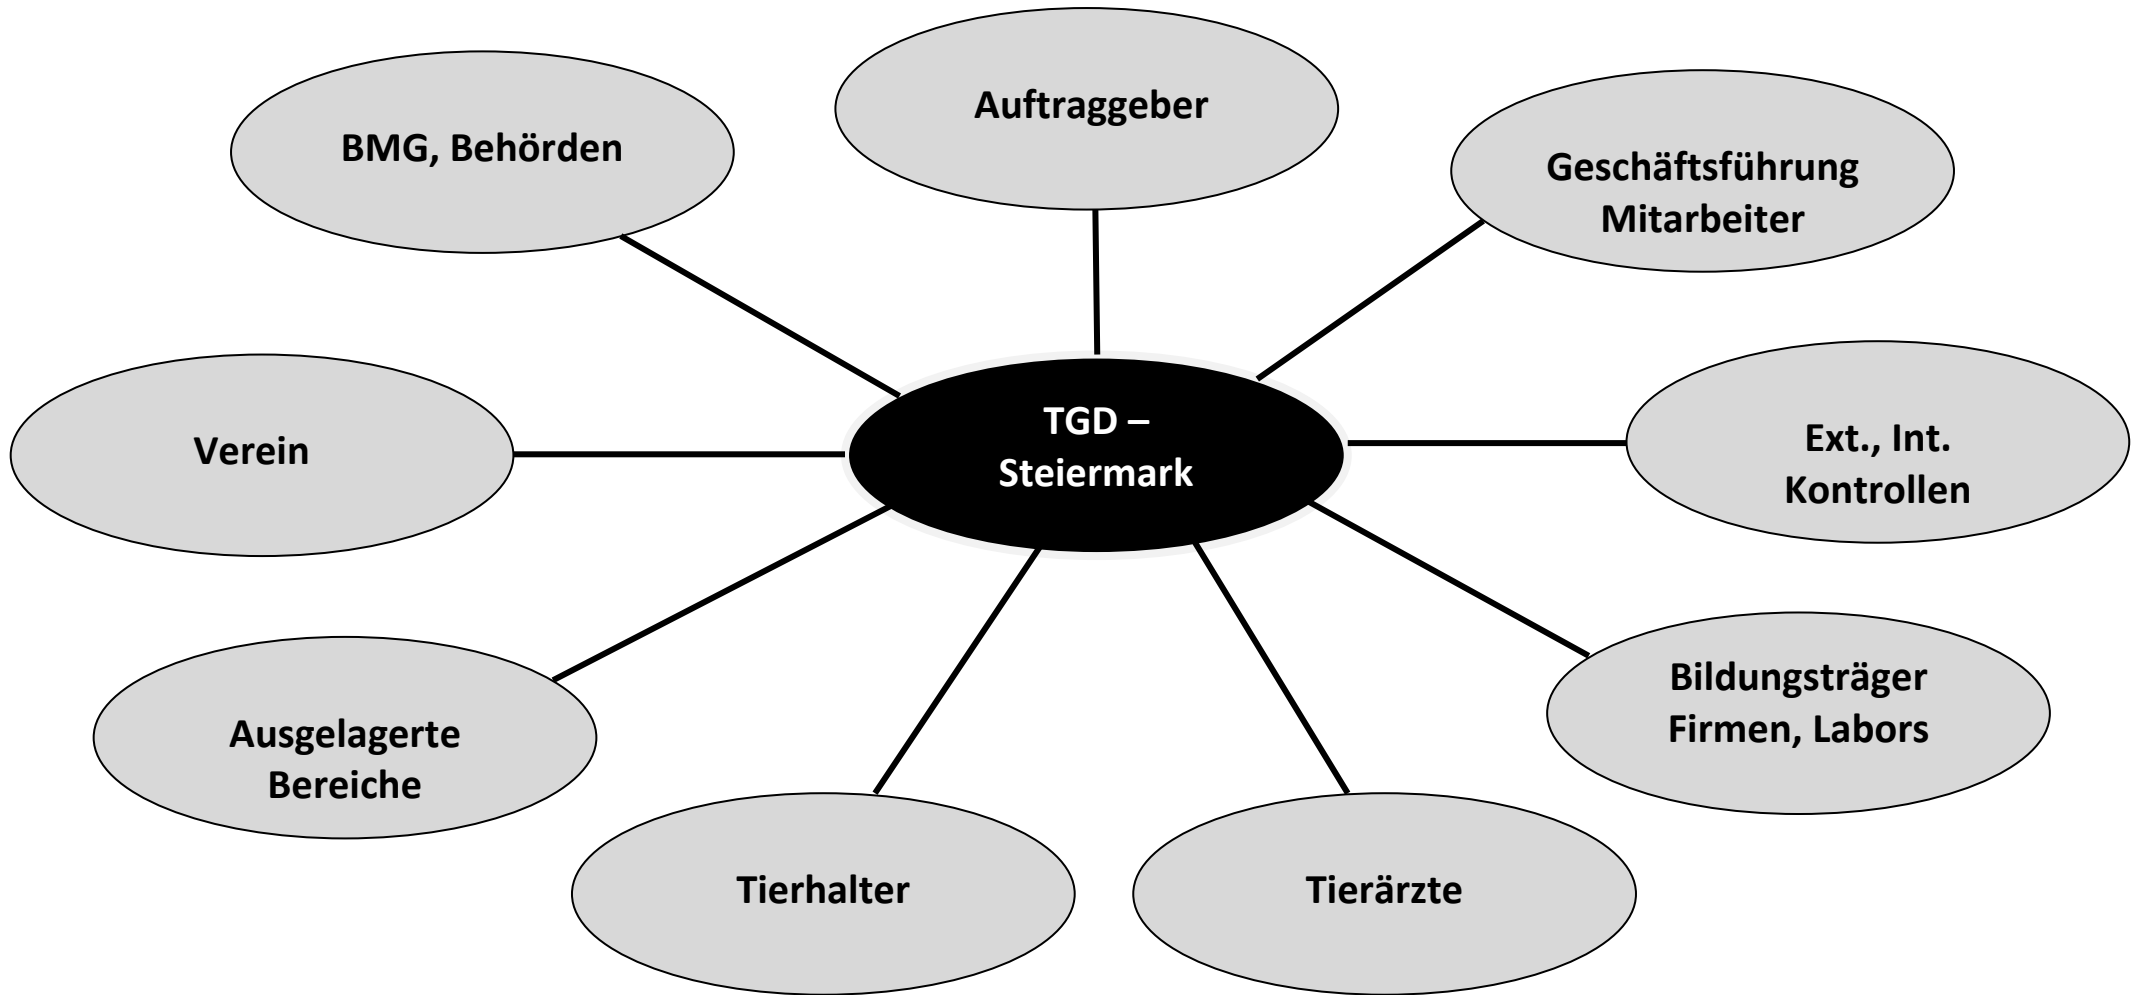 Auftraggeber
BMG, Behörden
Geschäftsführung
Mitarbeiter
TGD –
Steiermark
Verein
Ext., Int.
Kontrollen
Bildungsträger
Firmen, Labors
Ausgelagerte
Bereiche
Tierhalter
Tierärzte